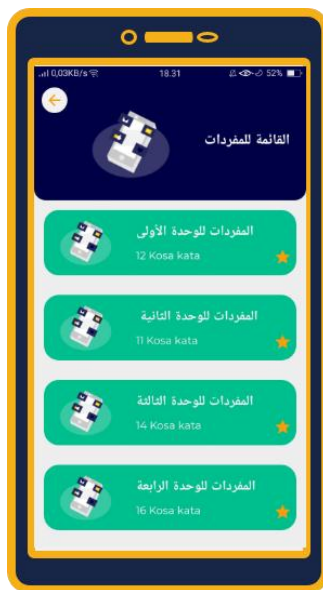 0,03KB/s 18.31 52%
القائمة للمفردات
المفردات للوحدة الأولى
12 Kosa kata
المفردات للوحدة الثانية
11 Kosa kata
المفردات للوحدة الثالثة
14 Kosa kata
المفردات للوحدة الرابعة
16 Kosa kata